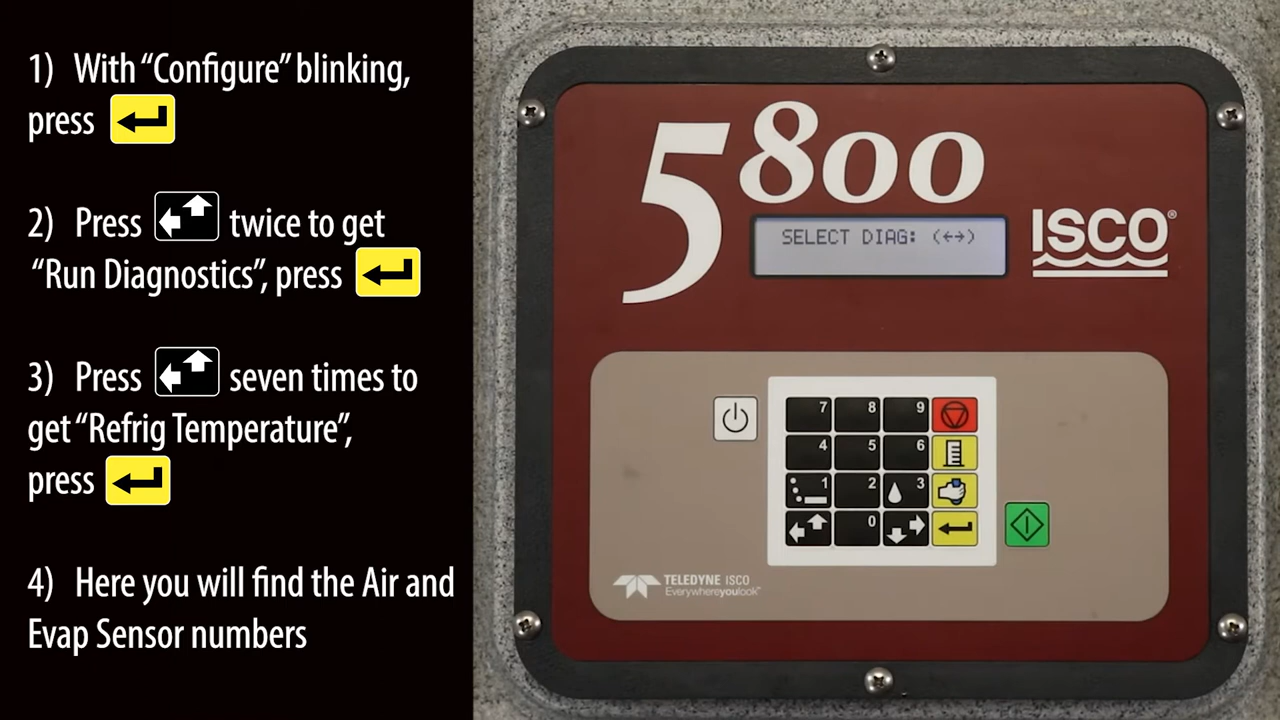 1) With “Configure” blinking,
press
2) Press twice to get
“Run Diagnostics”, press
3) Press seven times to
get “Refrig Temperature”,
press
4) Here you will find the Air and
Evap Sensor numbers
5800
SELECT DIAG: (←→)
ISCO®
7 8 9
4 5 6
1 2 3
0
TELEDYNE ISCO
Everywhereyoulook™